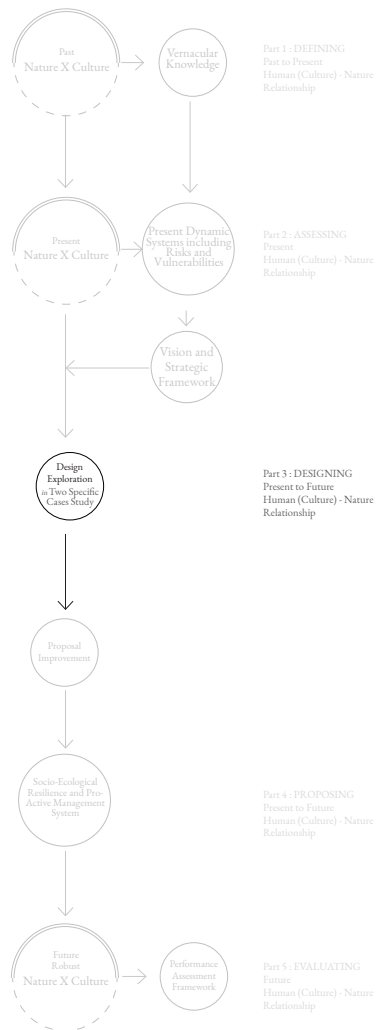 Past
Nature X Culture
Vernacular
Knowledge
Part 1 : DEFINING
Past to Present
Human (Culture) - Nature
Relationship
Present
Nature X Culture
Present Dynamic
Systems including
Risks and
Vulnerabilities
Part 2 : ASSESSING
Present
Human (Culture) - Nature
Relationship
Vision and
Strategic
Framework
Design
Exploration
in Two Specific
Cases Study
Part 3 : DESIGNING
Present to Future
Human (Culture) - Nature
Relationship
Proposal
Improvement
Socio-Ecological
Resilience and Pro-
Active Management
System
Part 4 : PROPOSING
Present to Future
Human (Culture) - Nature
Relationship
Future
Robust
Nature X Culture
Performance
Assessment
Framework
Part 5 : EVALUATING
Future
Human (Culture) - Nature
Relationship